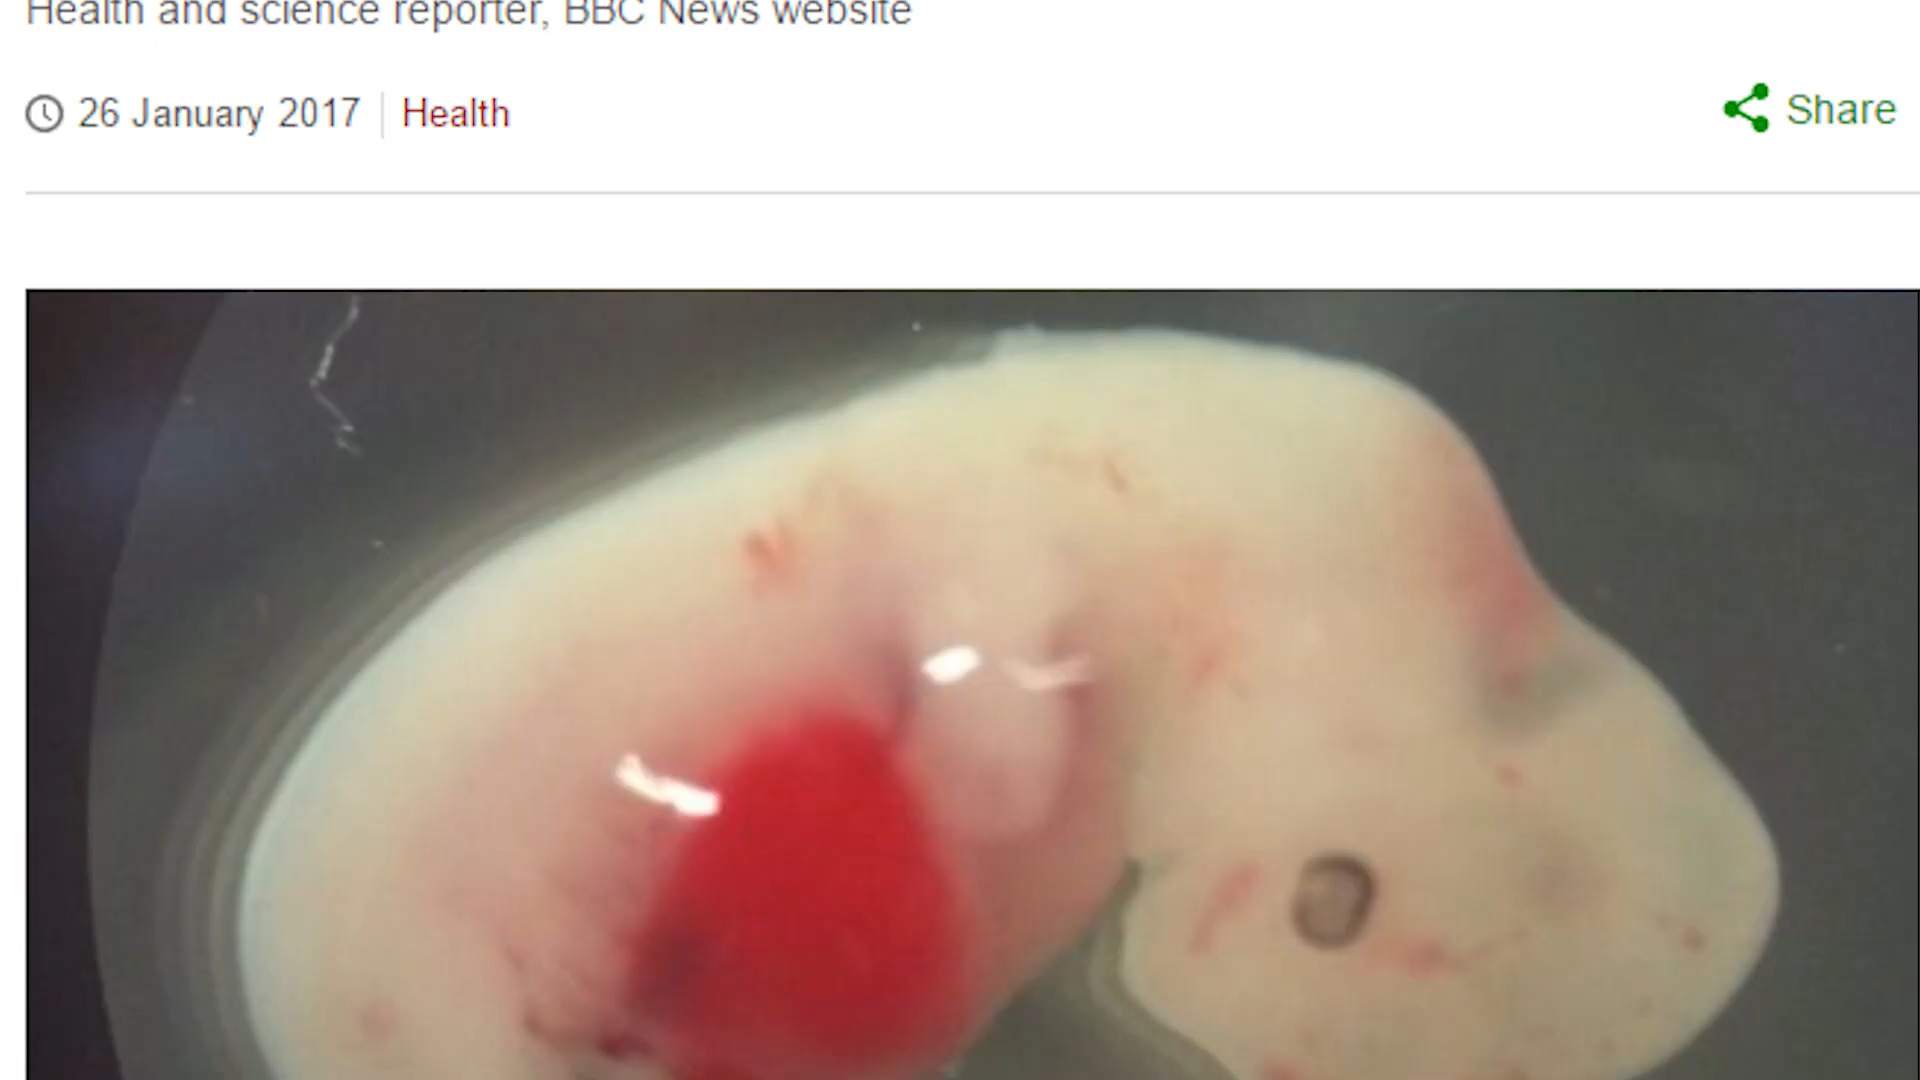 Health and science reporter, BBC News website
26 January 2017
Health
Share